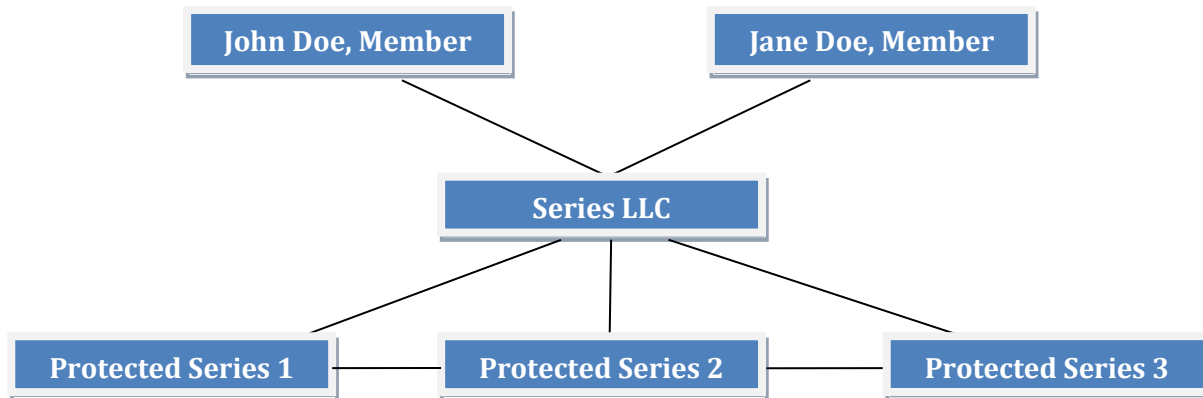 John Doe, Member
Jane Doe, Member
Series LLC
Protected Series 1
Protected Series 2
Protected Series 3